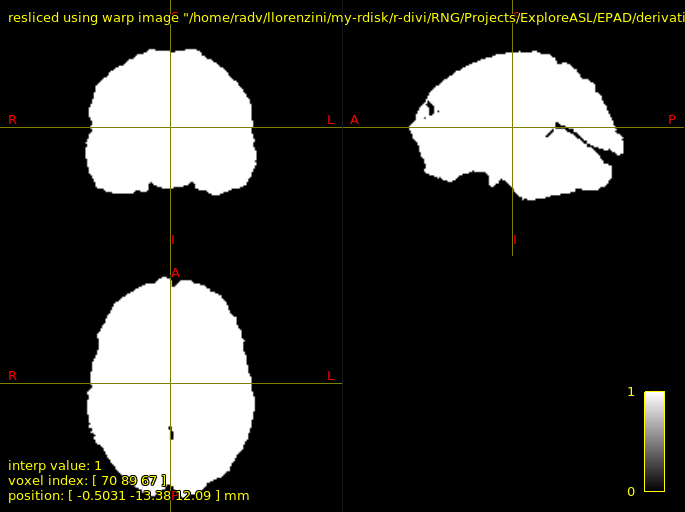 resliced using warp image "/home/radv/llorenzini/my-rdisk/r-divi/RNG/Projects/ExploreASL/EPAD/derivati
S
R
L
A
P
I
I
A
R
L
1
interp value: 1
voxel index: [ 70 89 67 ]
position: [ -0.5031 -13.38 12.09 ] mm
0